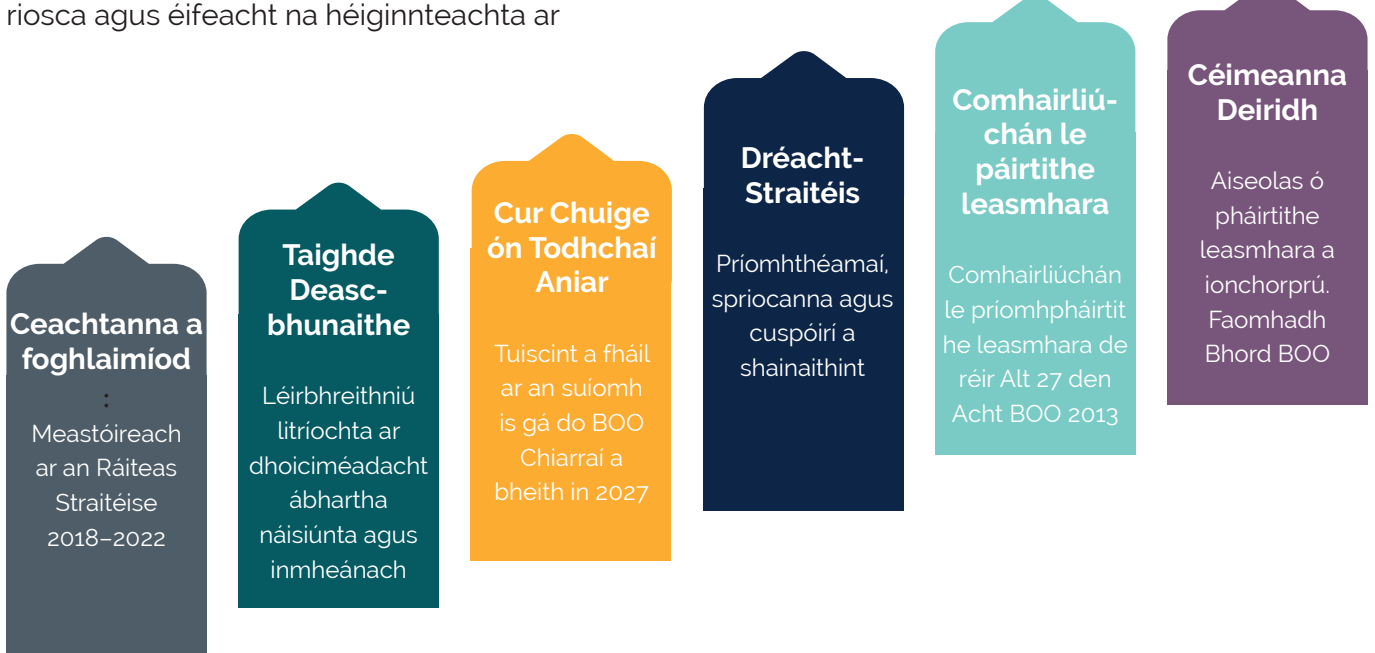 riosca agus éifeacht na héiginnteachta ar
Ceachtanna a
foghlaimíod
:
Meastóireach
ar an Ráiteas
Straitéise
2018–2022
Taighde
Deasc-
bhunaithe
Léirbhreithniú
litríochta ar
dhoiciméadacht
ábhartha
náisiúnta agus
inmheánach
Cur Chuige
ón Todhchaí
Aniar
Tuiscint a fháil
ar an suíomh
is gá do BOO
Chiarraí a
bheith in 2027
Dréacht-
Straitéis
Príomhthéamaí,
spriocanna agus
cuspóirí a
shainaithint
Comhairliú-
chán le
páirtithe
leasmhara
Comhairliúchán
le príomhpháirtit
he leasmhara de
réir Alt 27 den
Acht BOO 2013
Céimeanna
Deiridh
Aiseolas ó
pháirtithe
leasmhara a
ionchorprú.
Faomhadh
Bhord BOO